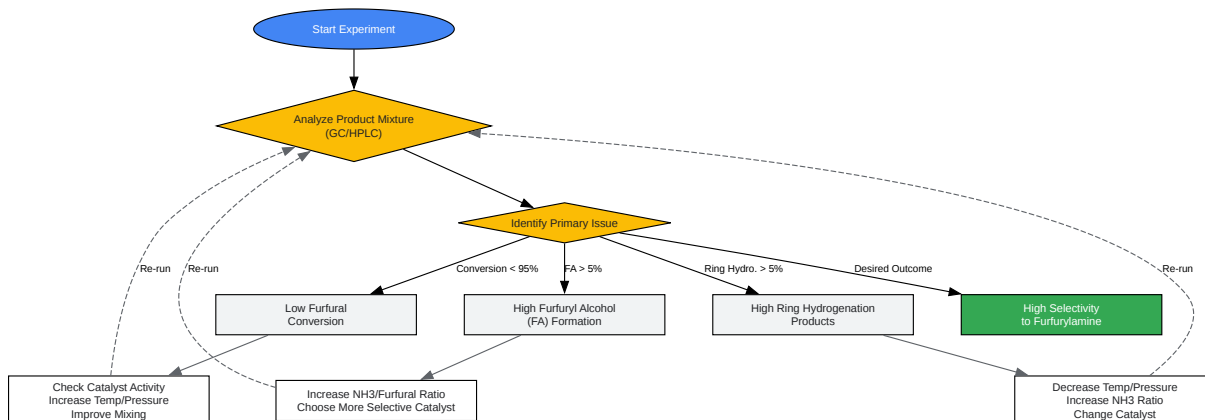 Start Experiment
Analyze Product Mixture
(GC/HPLC)
Identify Primary Issue
Conversion < 95%
FA > 5%
Ring Hydro. > 5%
Desired Outcome
Re-run
Re-run
Re-run
Low Furfural
Conversion
High Furfuryl Alcohol
(FA) Formation
High Ring Hydrogenation
Products
High Selectivity
to Furfurylamine
Check Catalyst Activity
Increase Temp/Pressure
Improve Mixing
Increase NH3/Furfural Ratio
Choose More Selective Catalyst
Decrease Temp/Pressure
Increase NH3 Ratio
Change Catalyst